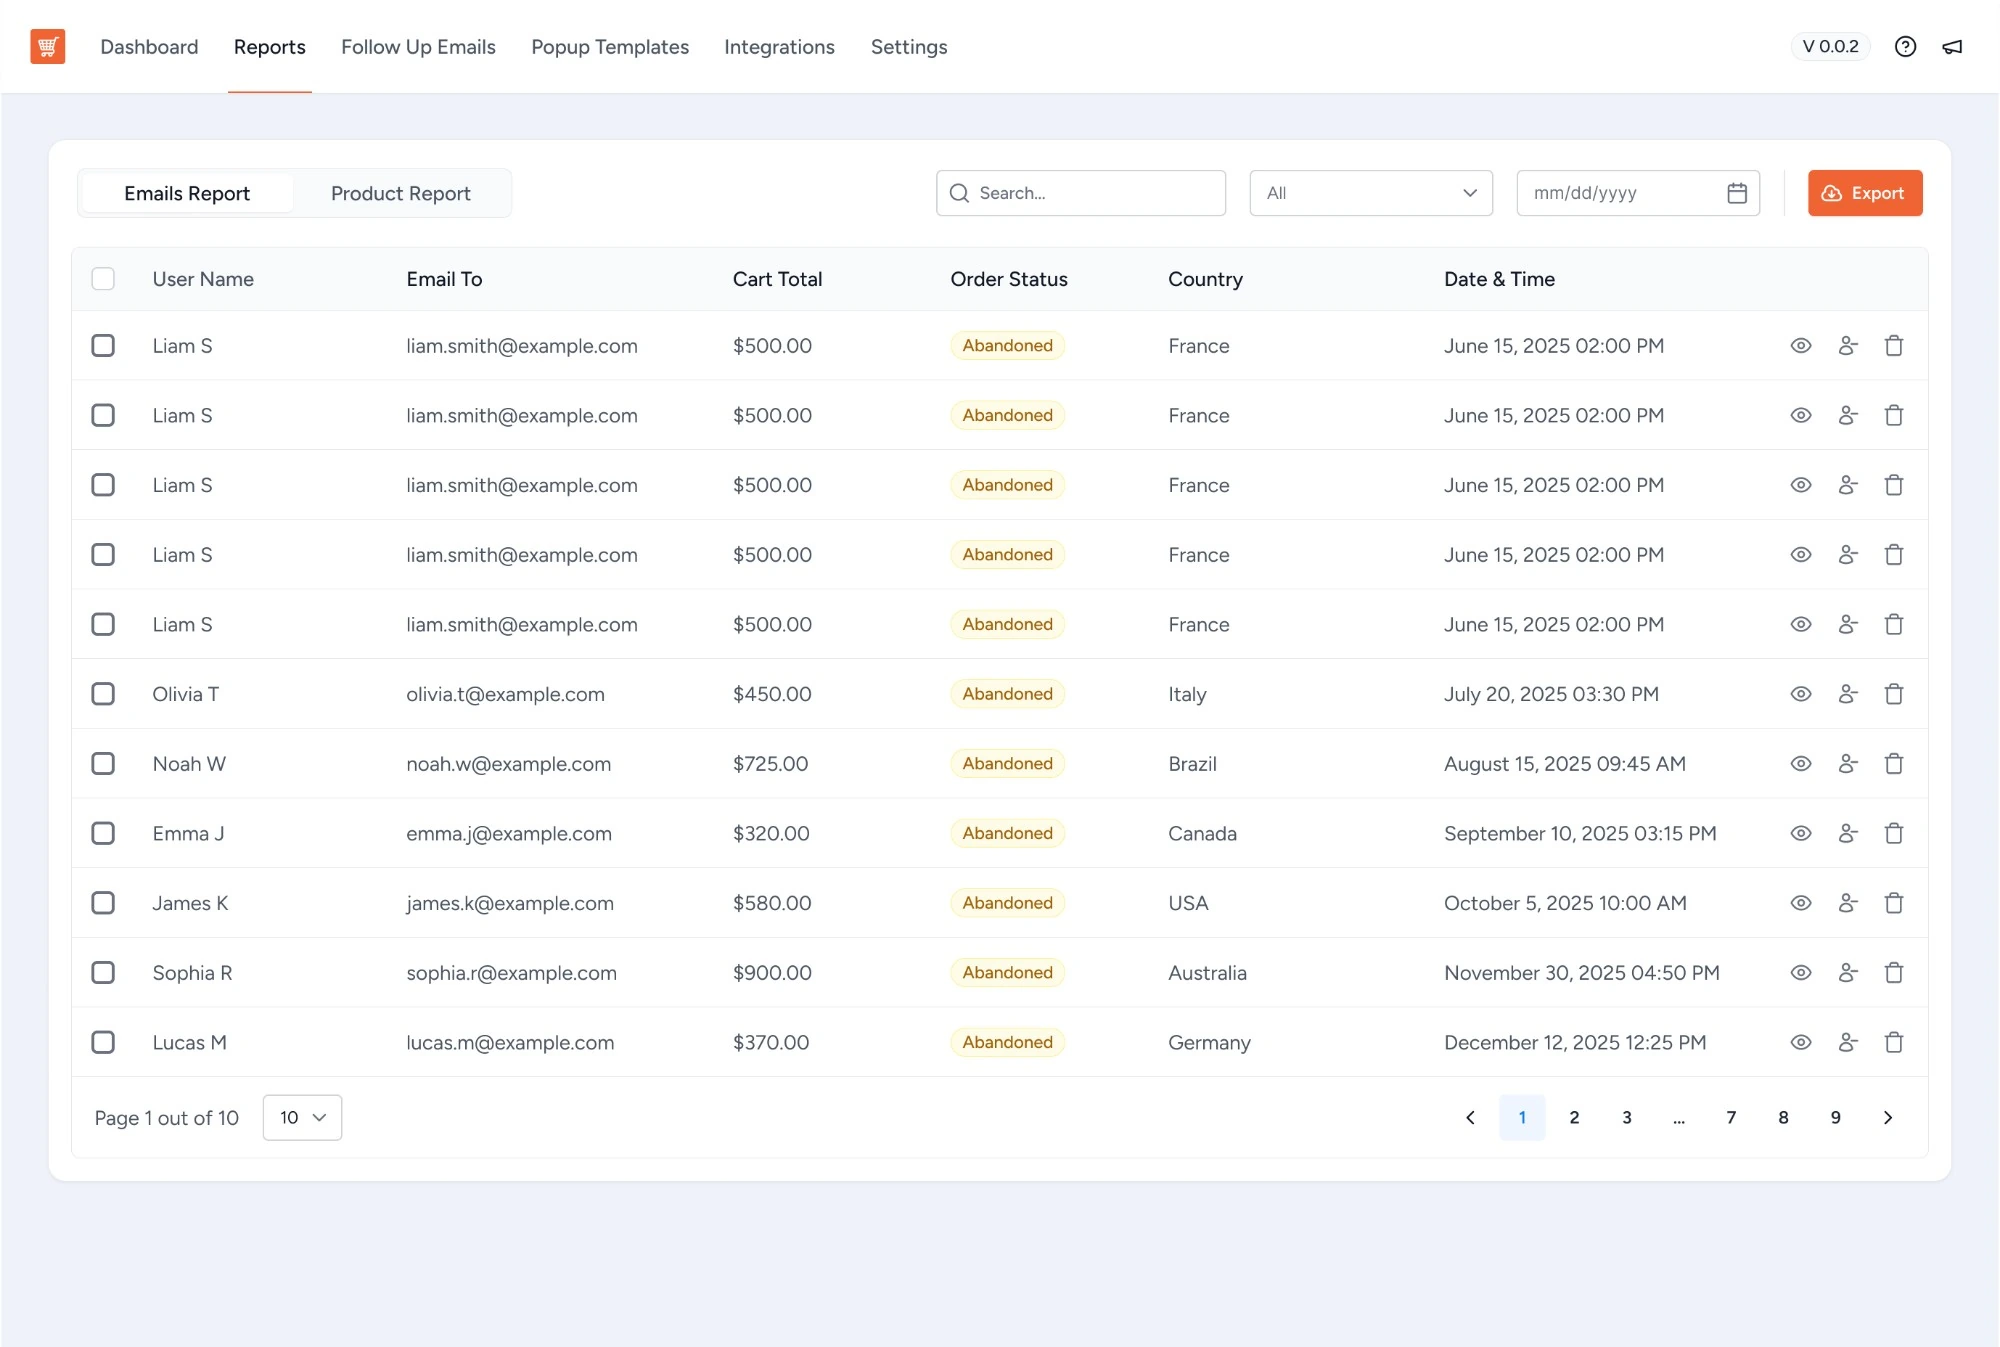 Dashboard Reports Follow Up Emails Popup Templates Integrations Settings V 0.0.2
Emails Report Product Report Search... All mm/dd/yyyy Export
User Name Email To Cart Total Order Status Country Date & Time
Liam S liam.smith@example.com $500.00 Abandoned France June 15, 2025 02:00 PM
Liam S liam.smith@example.com $500.00 Abandoned France June 15, 2025 02:00 PM
Liam S liam.smith@example.com $500.00 Abandoned France June 15, 2025 02:00 PM
Liam S liam.smith@example.com $500.00 Abandoned France June 15, 2025 02:00 PM
Liam S liam.smith@example.com $500.00 Abandoned France June 15, 2025 02:00 PM
Olivia T olivia.t@example.com $450.00 Abandoned Italy July 20, 2025 03:30 PM
Noah W noah.w@example.com $725.00 Abandoned Brazil August 15, 2025 09:45 AM
Emma J emma.j@example.com $320.00 Abandoned Canada September 10, 2025 03:15 PM
James K james.k@example.com $580.00 Abandoned USA October 5, 2025 10:00 AM
Sophia R sophia.r@example.com $900.00 Abandoned Australia November 30, 2025 04:50 PM
Lucas M lucas.m@example.com $370.00 Abandoned Germany December 12, 2025 12:25 PM
Page 1 out of 10 10 1 2 3 ... 7 8 9